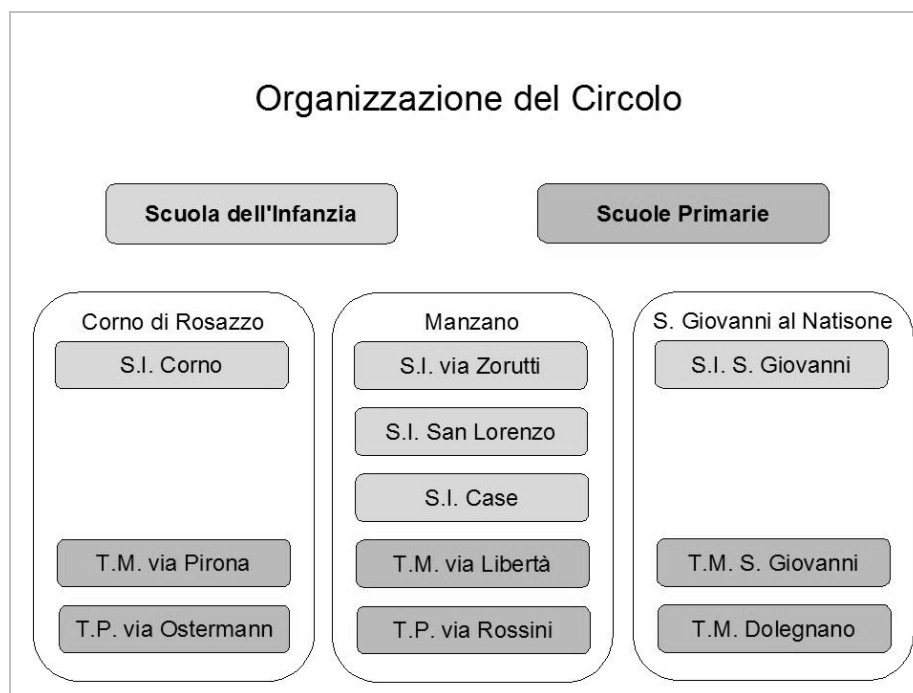 Organizzazione del Circolo
Scuola dell'Infanzia
Scuole Primarie
Corno di Rosazzo
S.I. Corno
T.M. via Pirona
T.P. via Ostermann
Manzano
S.I. via Zorutti
S.I. San Lorenzo
S.I. Case
T.M. via Libertà
T.P. via Rossini
S. Giovanni al Natisone
S.I. S. Giovanni
T.M. S. Giovanni
T.M. Dolegnano